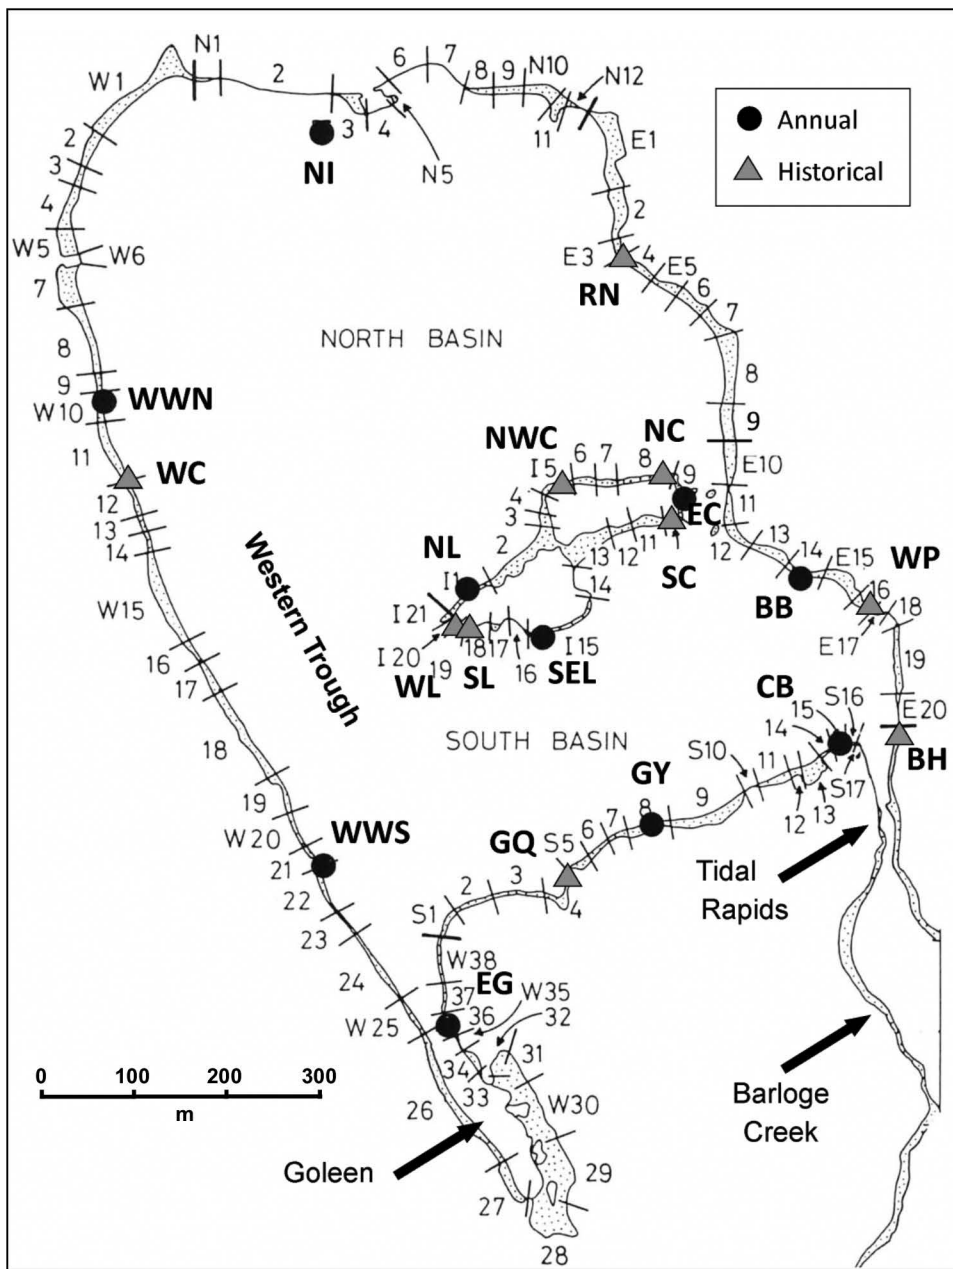 N1
W1
2
6
7
8
9
N10
N12
Annual
Historical
2
3
4
N5
11
E1
NI
3
4
2
W5
W6
E3
4
E5
6
7
RN
7
NORTH BASIN
8
8
9
W10
WWN
9
NWC
NC
11
WC
I5
6
7
8
9
E10
12
4
EC
11
13
3
13
12
11
12
13
14
NL
2
SC
14
E15
WP
W15
I1
14
BB
16
18
I21
E17
I20
19
18
17
16
I15
19
16
WL
SL
SEL
CB
S16
17
Western Trough
15
E20
14
SOUTH BASIN
S10
11
BH
18
GY
S17
12
13
19
9
W20
WWS
GQ
S5
6
7
8
21
Tidal
Rapids
22
2
3
4
23
S1
W38
EG
24
37
W35
36
32
W25
31
34
33
0
100
300
m
26
W30
Barloge
Creek
Goleen
29
27
28